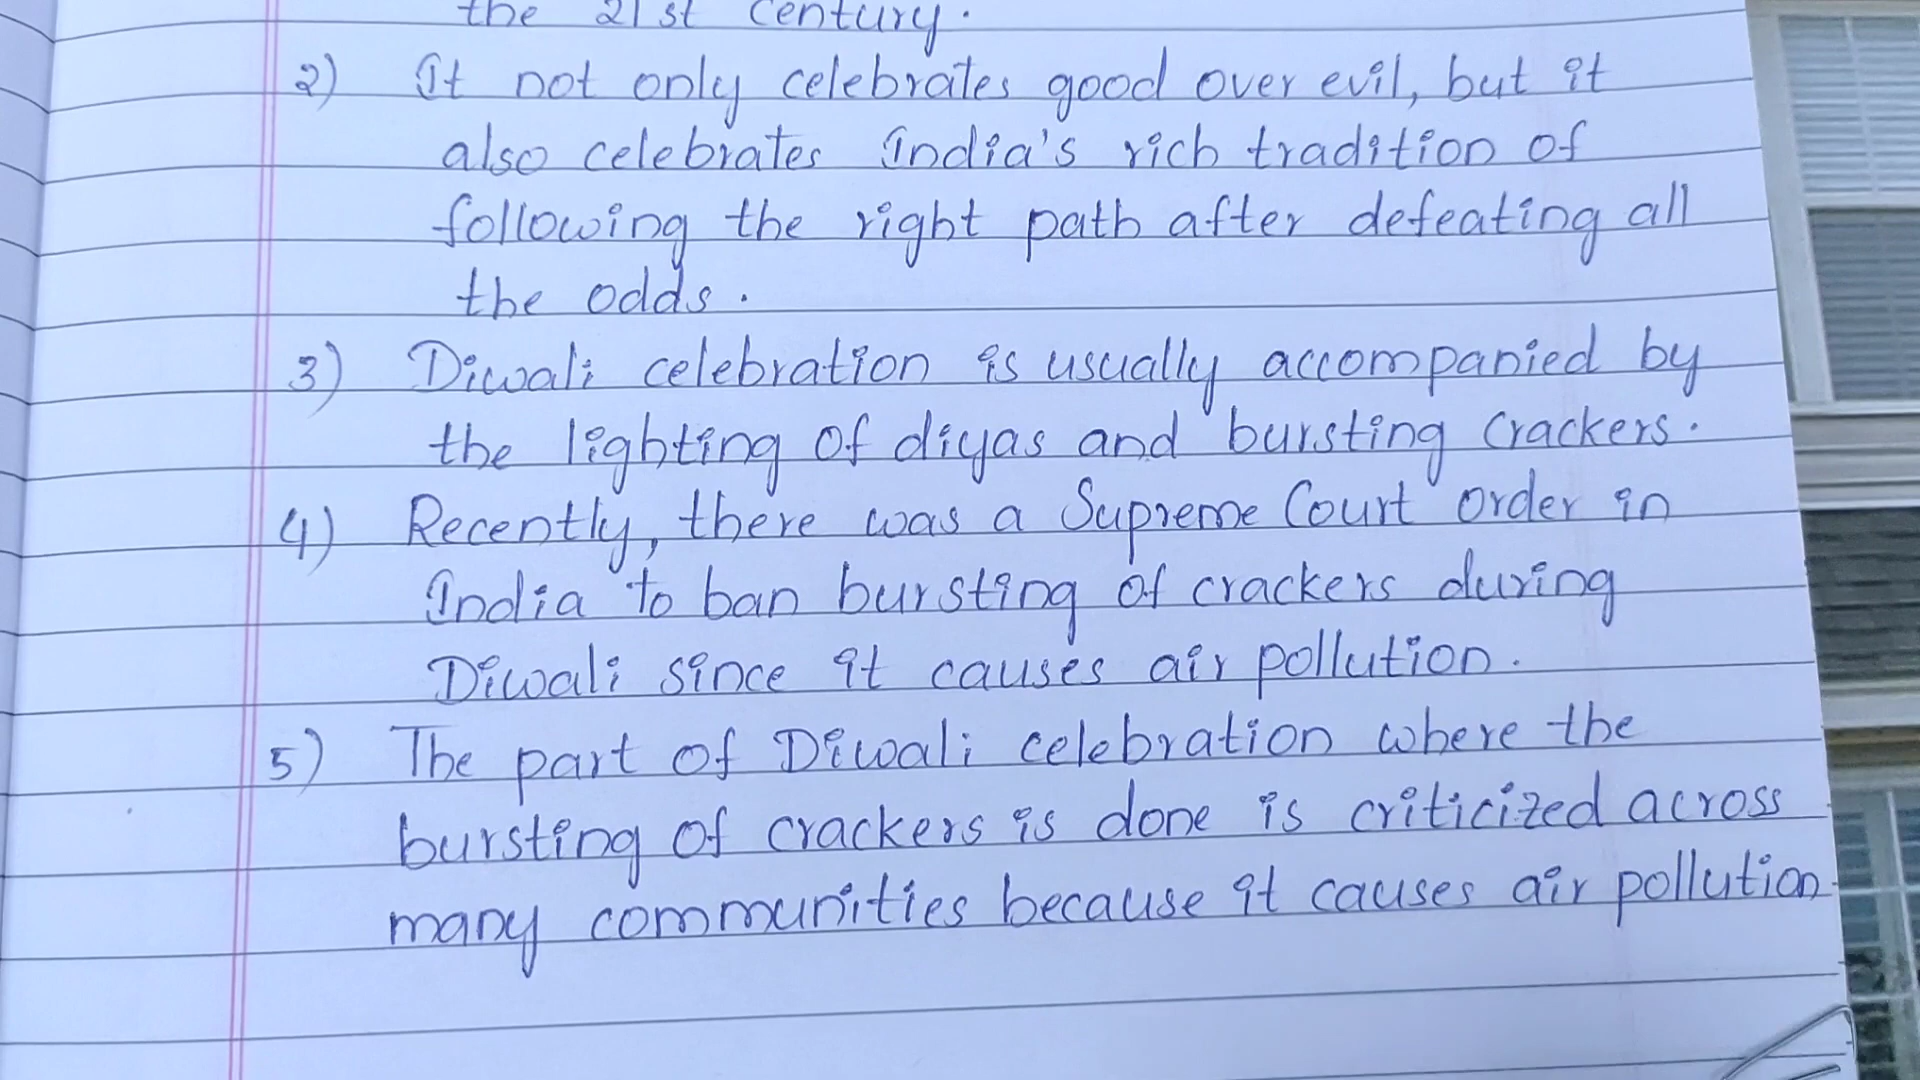 the 21st century.
2) It not only celebrates good over evil, but it
also celebrates India's rich tradition of
following the right path after defeating all
the odds.
3) Diwali celebration is usually accompanied by
the lighting of diyas and bursting crackers.
4) Recently, there was a Supreme Court order in
India to ban bursting of crackers during
Diwali since it causes air pollution.
5) The part of Diwali celebration where the
bursting of crackers is done is criticized across
many communities because it causes air pollution